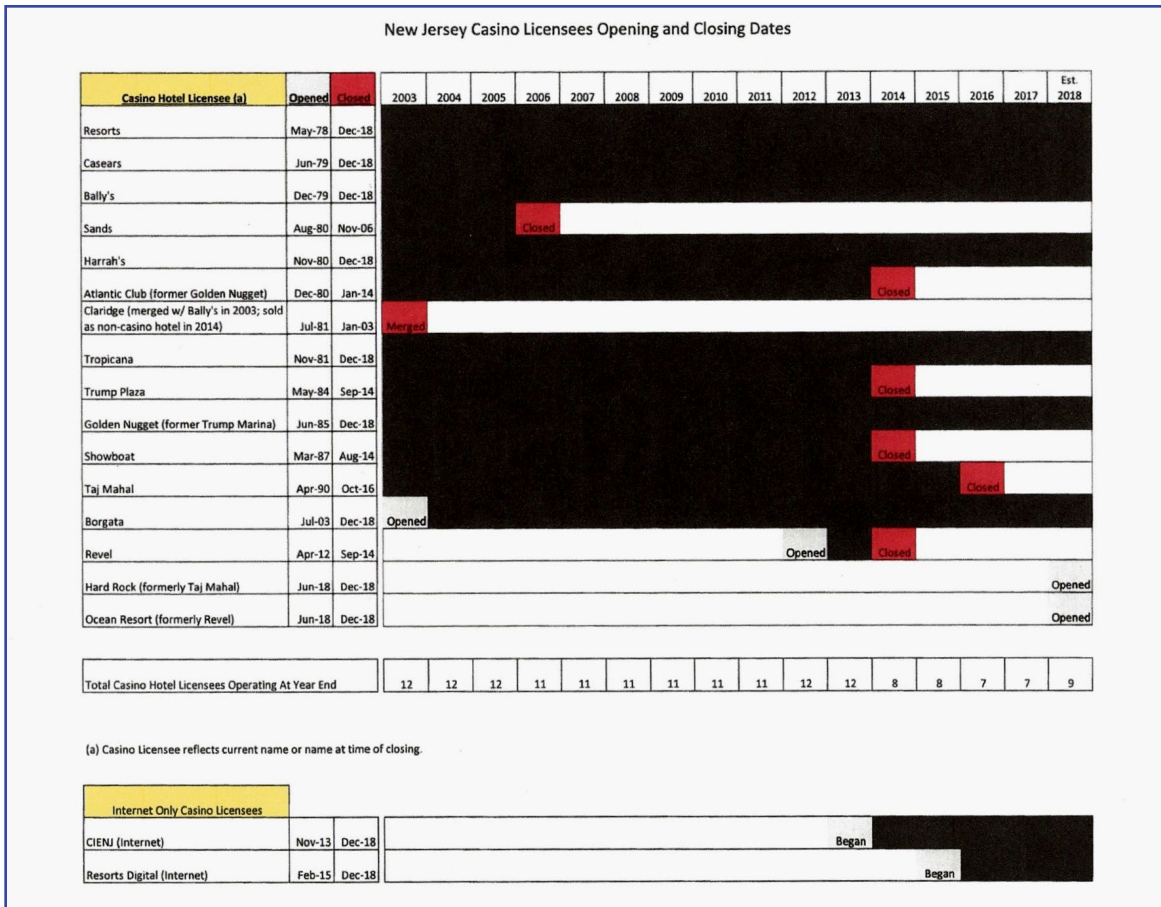 New Jersey Casino Licensees Opening and Closing Dates
Casino Hotel Licensee (a) Opened Closed 2003 2004 2005 2006 2007 2008 2009 2010 2011 2012 2013 2014 2015 2016 2017 Est. 2018
Resorts May-78 Dec-18
Casears Jun-79 Dec-18
Bally's Dec-79 Dec-18
Sands Aug-80 Nov-06 Closed
Harrah's Nov-80 Dec-18
Atlantic Club (former Golden Nugget) Dec-80 Jan-14 Closed
Claridge (merged w/ Bally's in 2003; sold
as non-casino hotel in 2014) Jul-81 Jan-03 Merged
Tropicana Nov-81 Dec-18
Trump Plaza May-84 Sep-14 Closed
Golden Nugget (former Trump Marina) Jun-85 Dec-18
Showboat Mar-87 Aug-14 Closed
Taj Mahal Apr-90 Oct-16 Closed
Borgata Jul-03 Dec-18 Opened
Revel Apr-12 Sep-14 Opened Closed
Hard Rock (formerly Taj Mahal) Jun-18 Dec-18 Opened
Ocean Resort (formerly Revel) Jun-18 Dec-18 Opened
Total Casino Hotel Licensees Operating At Year End 12 12 12 11 11 11 11 11 11 12 12 8 8 7 7 9
(a) Casino Licensee reflects current name or name at time of closing.
Internet Only Casino Licensees
CIENJ (Internet) Nov-13 Dec-18 Began
Resorts Digital (Internet) Feb-15 Dec-18 Began